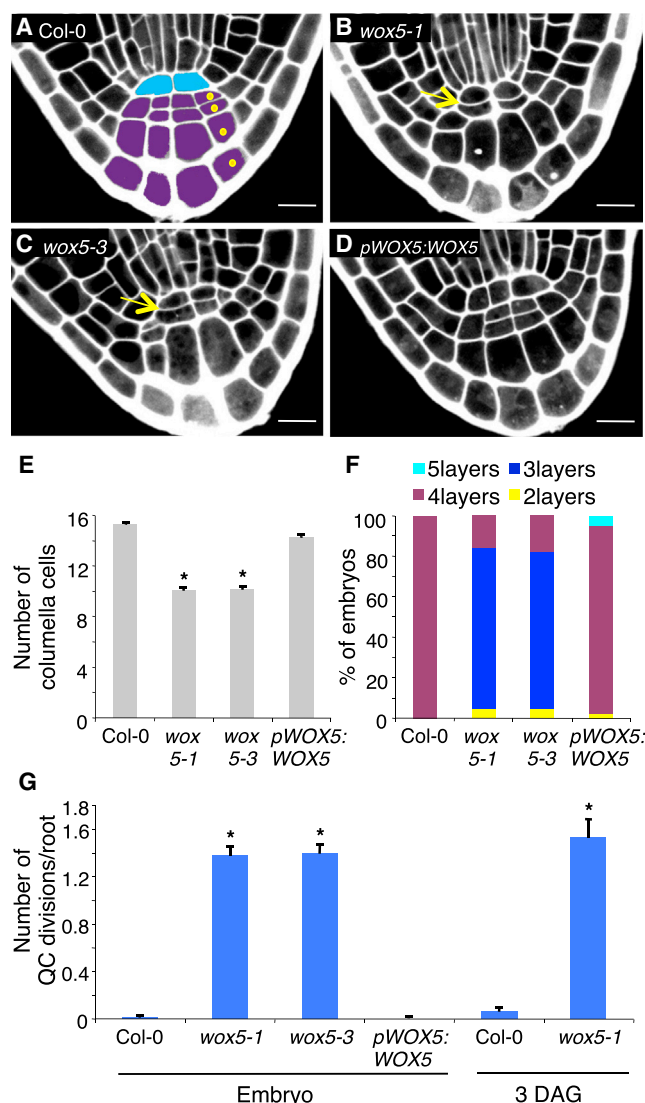 A Col-0
B wox5-1
C wox5-3
D pWOX5:WOX5
E
Number of
columella cells
16
12
8
4
0
Col-0
wox
5-1
wox
5-3
pWOX5:
WOX5
*
*
F
5layers
3layers
4layers
2layers
% of embryos
100
80
60
40
20
0
Col-0
wox
5-1
wox
5-3
pWOX5:
WOX5
G
Number of
QC divisions/root
1.8
1.6
1.2
0.8
0.4
0
*
*
*
Col-0
wox5-1
wox5-3
pWOX5:
WOX5
Col-0
wox5-1
Embryo
3 DAG